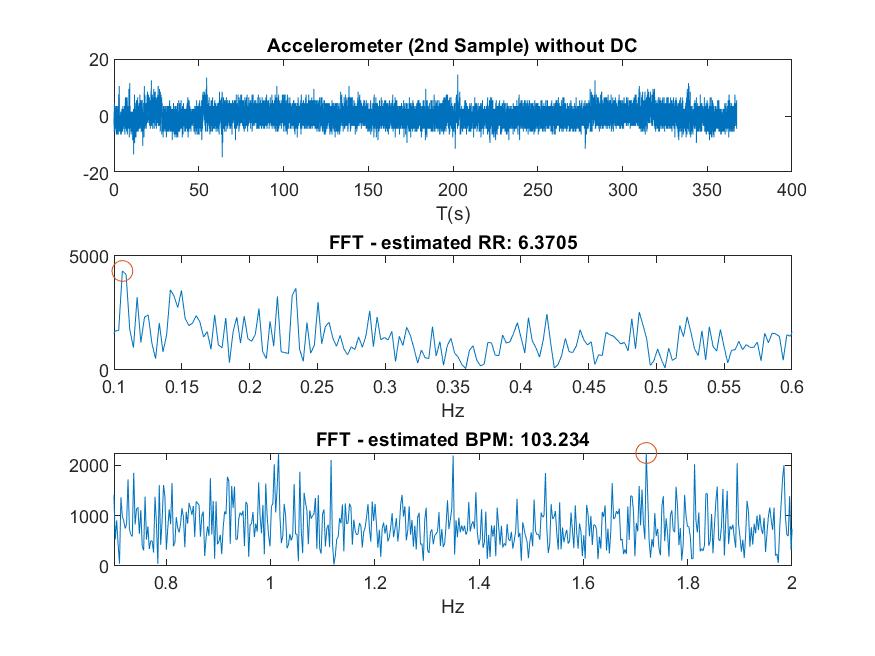 Accelerometer (2nd Sample) without DC
20
0
-20
0 50 100 150 200 250 300 350 400
T(s)
FFT - estimated RR: 6.3705
5000
0
0.1 0.15 0.2 0.25 0.3 0.35 0.4 0.45 0.5 0.55 0.6
Hz
FFT - estimated BPM: 103.234
2000
1000
0
0.8 1 1.2 1.4 1.6 1.8 2
Hz